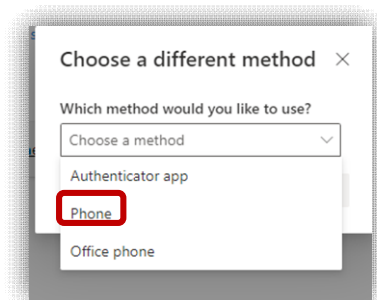 Choose a different method
Which method would you like to use?
Choose a method
Authenticator app
Phone
Office phone